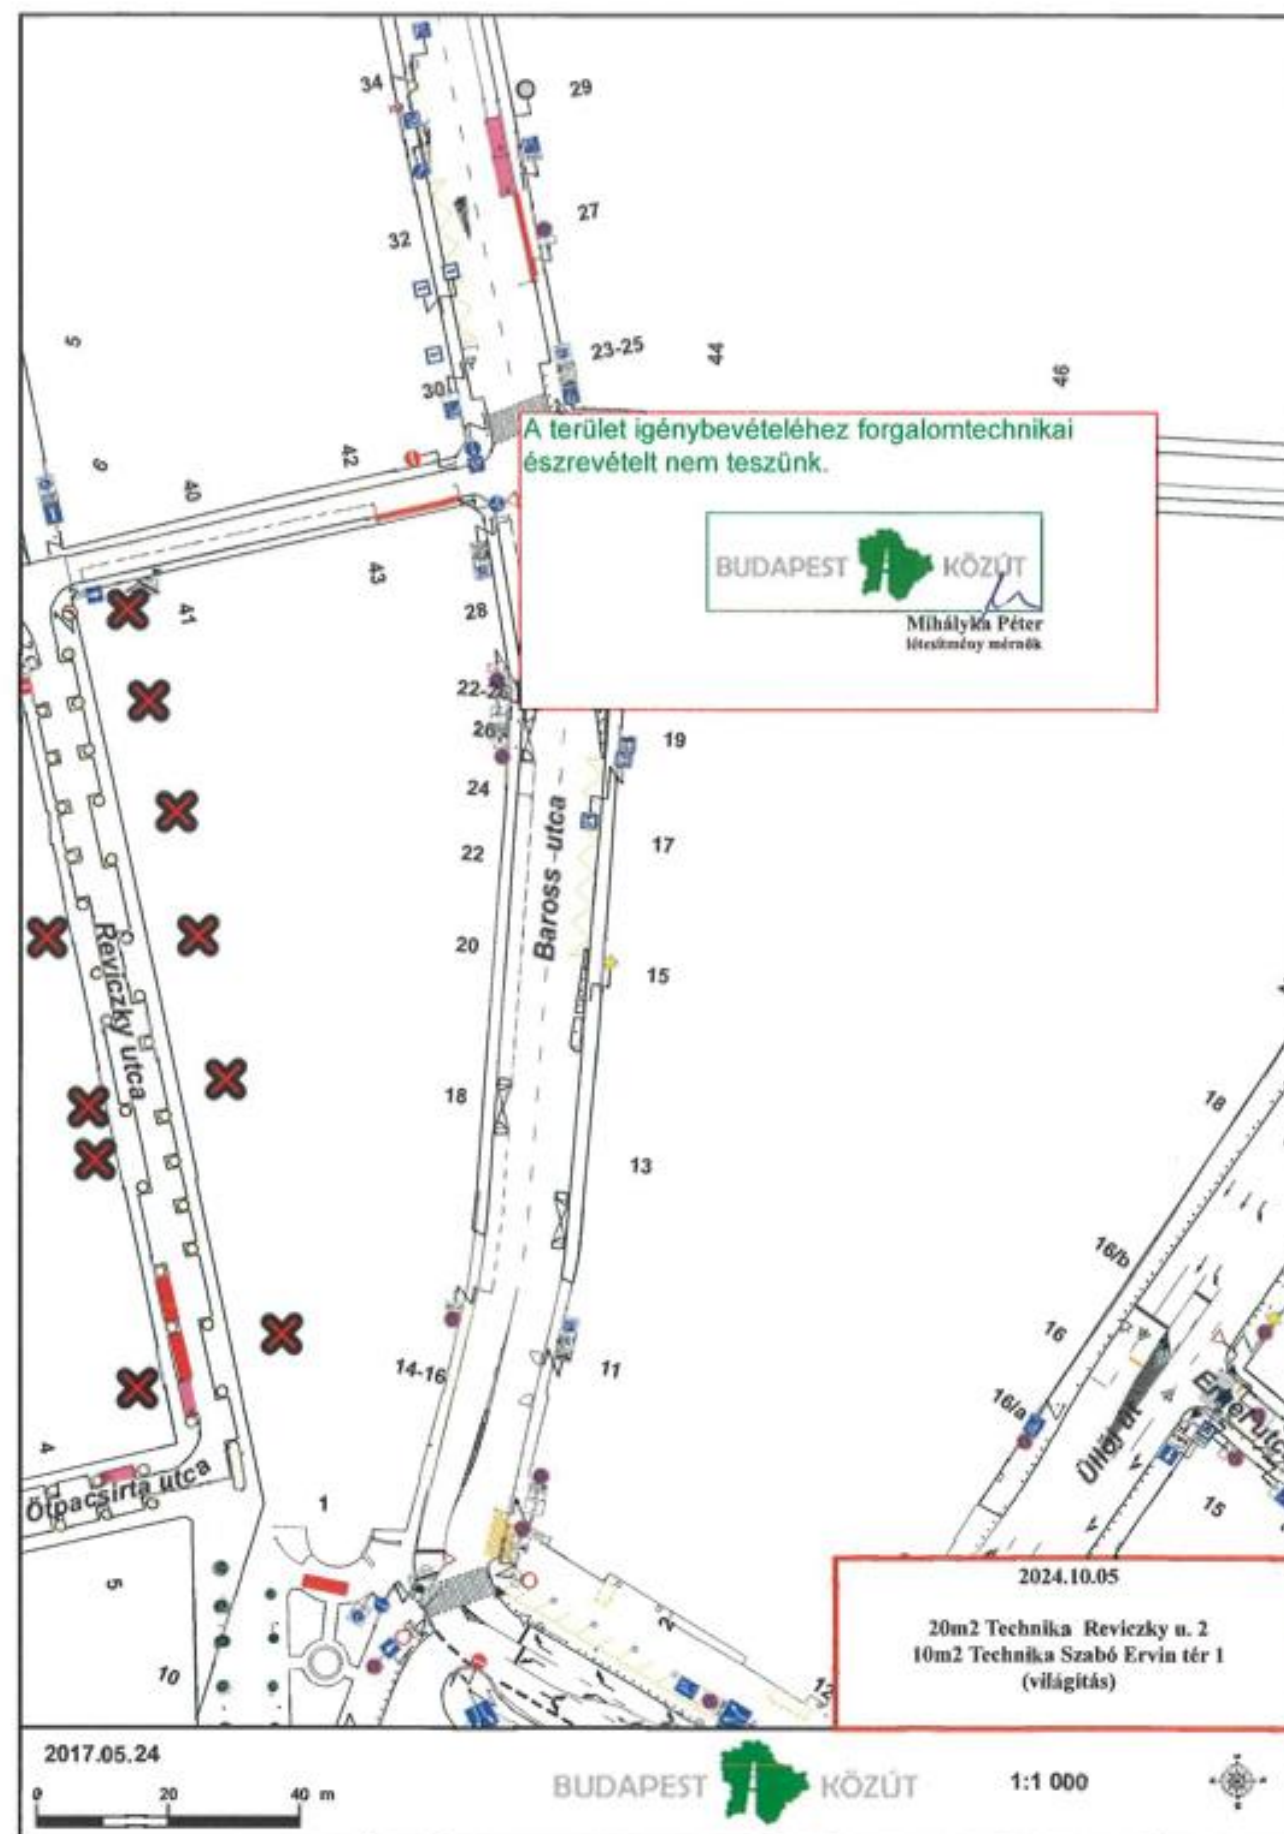 34
29
27
32
5
23-25
44
46
30
6
42
40
A terület igénybevételéhez forgalomtechnikai
észrevételt nem teszünk.
BUDAPEST KÖZÚT
Mihályka Péter
létesítmény mérnök
43
41
28
19
26
24
17
22
Baross utca
20
15
Reviczky utca
18
13
18
16/b
16
14-16
11
16/a
Üllői út
4
Ötpacsirta utca
1
15
5
2
10
12
2024.10.05
20m2 Technika Reviczky u. 2
10m2 Technika Szabó Ervin tér 1
(világítás)
2017.05.24
0 20 40 m
BUDAPEST KÖZÚT
1:1 000